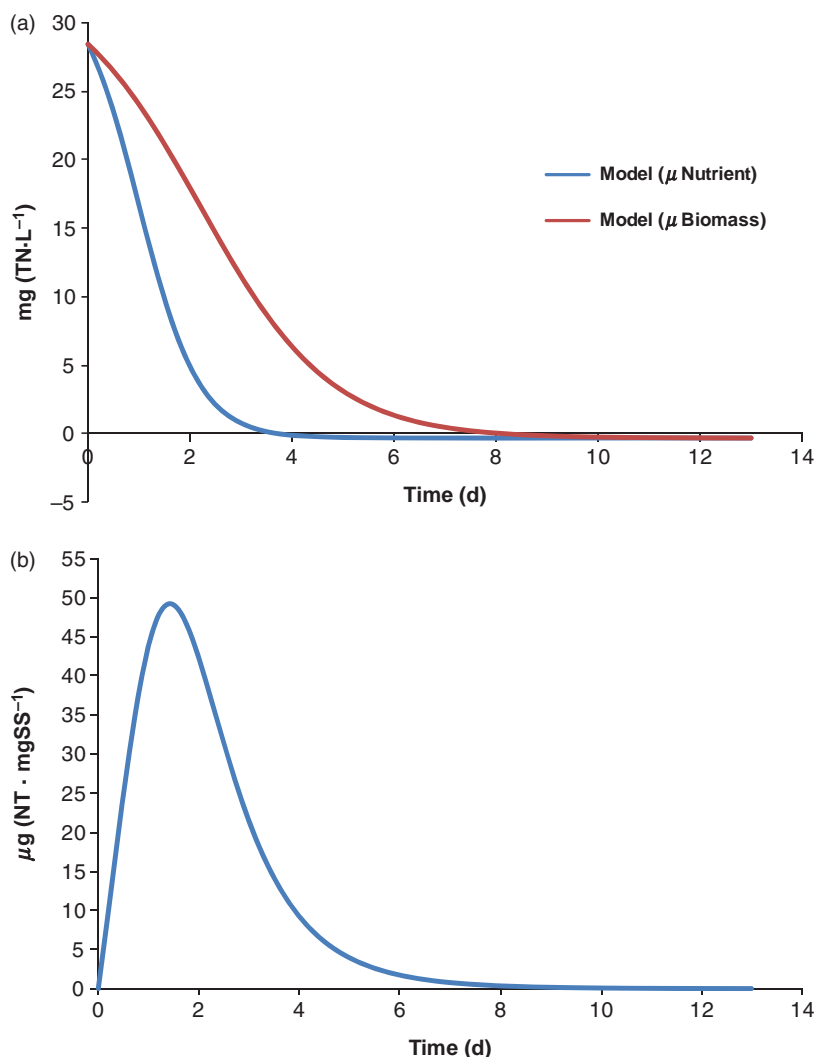 (a)
30
25
20
15
10
5
0
–5
mg (TN·L⁻¹)
Model (μ Nutrient)
Model (μ Biomass)
0 2 4 6 8 10 12 14
Time (d)
(b)
55
50
45
40
35
30
25
20
15
10
5
0
μg (NT · mgSS⁻¹)
0 2 4 6 8 10 12 14
Time (d)